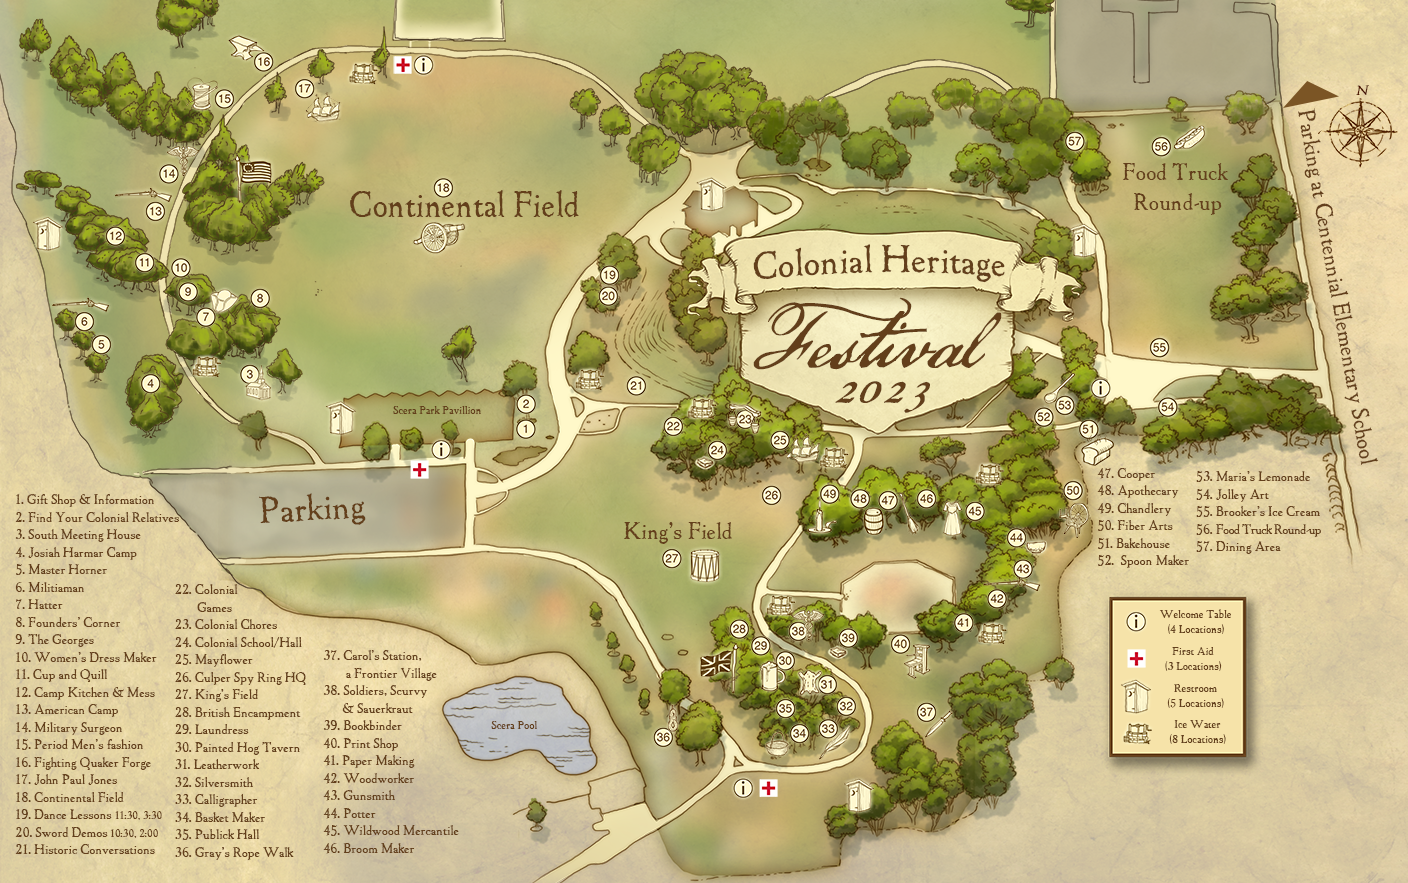 Colonial Heritage
Festival
2023
Continental Field
Food Truck
Round-up
N
Parking at Centennial Elementary School
Scera Park Pavillion
Parking
King's Field
Scera Pool
1. Gift Shop & Information
2. Find Your Colonial Relatives
3. South Meeting House
4. Josiah Harmar Camp
5. Master Horner
6. Militiaman
7. Hatter
8. Founders' Corner
9. The Georges
10. Women's Dress Maker
11. Cup and Quill
12. Camp Kitchen & Mess
13. American Camp
14. Military Surgeon
15. Period Men's fashion
16. Fighting Quaker Forge
17. John Paul Jones
18. Continental Field
19. Dance Lessons 11:30, 3:30
20. Sword Demos 10:30, 2:00
21. Historic Conversations
22. Colonial
Games
23. Colonial Chores
24. Colonial School/Hall
25. Mayflower
26. Culper Spy Ring HQ
27. King's Field
28. British Encampment
29. Laundress
30. Painted Hog Tavern
31. Leatherwork
32. Silversmith
33. Calligrapher
34. Basket Maker
35. Publick Hall
36. Gray's Rope Walk
37. Carol's Station,
a Frontier Village
38. Soldiers, Scurvy
& Sauerkraut
39. Bookbinder
40. Print Shop
41. Paper Making
42. Woodworker
43. Gunsmith
44. Potter
45. Wildwood Mercantile
46. Broom Maker
47. Cooper
48. Apothecary
49. Chandlery
50. Fiber Arts
51. Bakehouse
52. Spoon Maker
53. Maria's Lemonade
54. Jolley Art
55. Brooker's Ice Cream
56. Food Truck Round-up
57. Dining Area
i Welcome Table
(4 Locations)
First Aid
(3 Locations)
Restroom
(5 Locations)
Ice Water
(8 Locations)
16
i
17
15
14
18
13
12
11
10
9
8
7
6
5
4
3
2
1
i
19
20
21
22
23
24
25
26
27
28
29
30
31
32
33
34
35
36
37
38
39
40
41
42
43
44
45
46
47
48
49
50
51
52
53
i
54
55
56
57
i